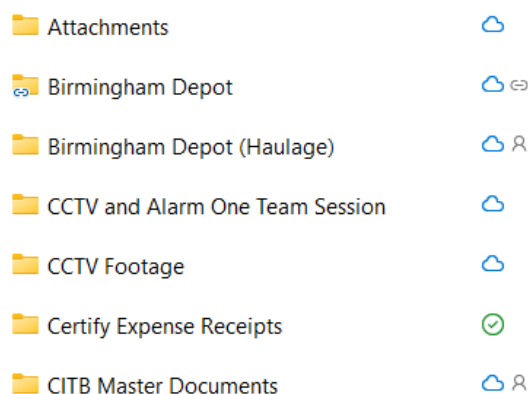 Attachments
Birmingham Depot
Birmingham Depot (Haulage)
CCTV and Alarm One Team Session
CCTV Footage
Certify Expense Receipts
CITB Master Documents